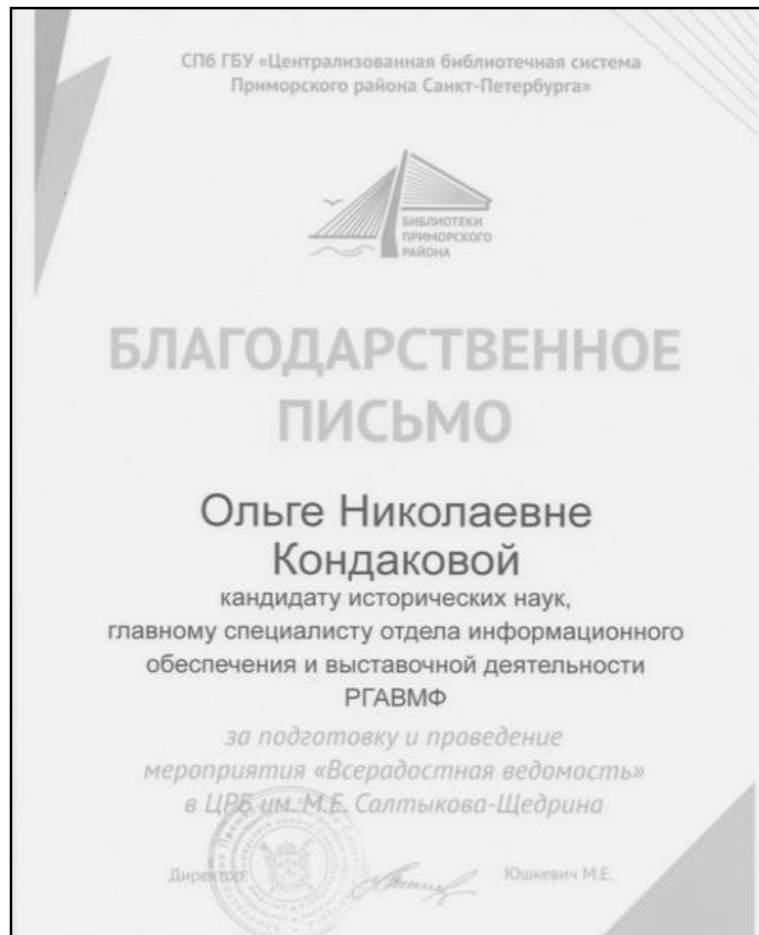 СПб ГБУ «Централизованная библиотечная система
Приморского района Санкт-Петербурга»
БИБЛИОТЕКИ
ПРИМОРСКОГО
РАЙОНА
БЛАГОДАРСТВЕННОЕ
ПИСЬМО
Ольге Николаевне
Кондаковой
кандидату исторических наук,
главному специалисту отдела информационного
обеспечения и выставочной деятельности
РГАВМФ
за подготовку и проведение
мероприятия «Всерадостная ведомость»
в ЦРБ им. М.Е. Салтыкова-Щедрина
Директор Юшкевич М.Е.